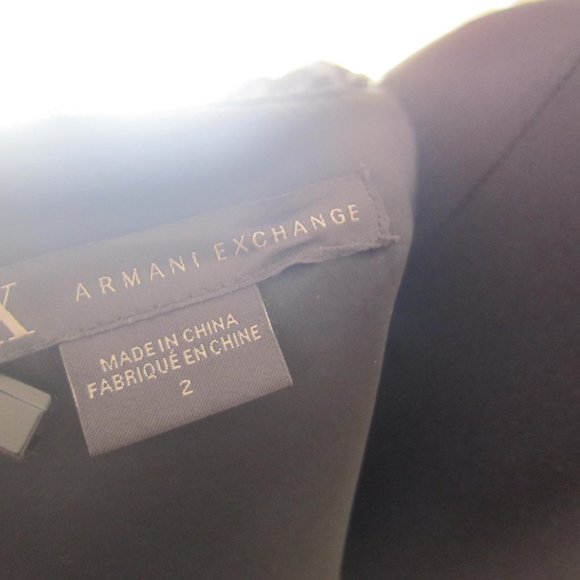 X ARMANI EXCHANGE
MADE IN CHINA
FABRIQUÉ EN CHINE
2